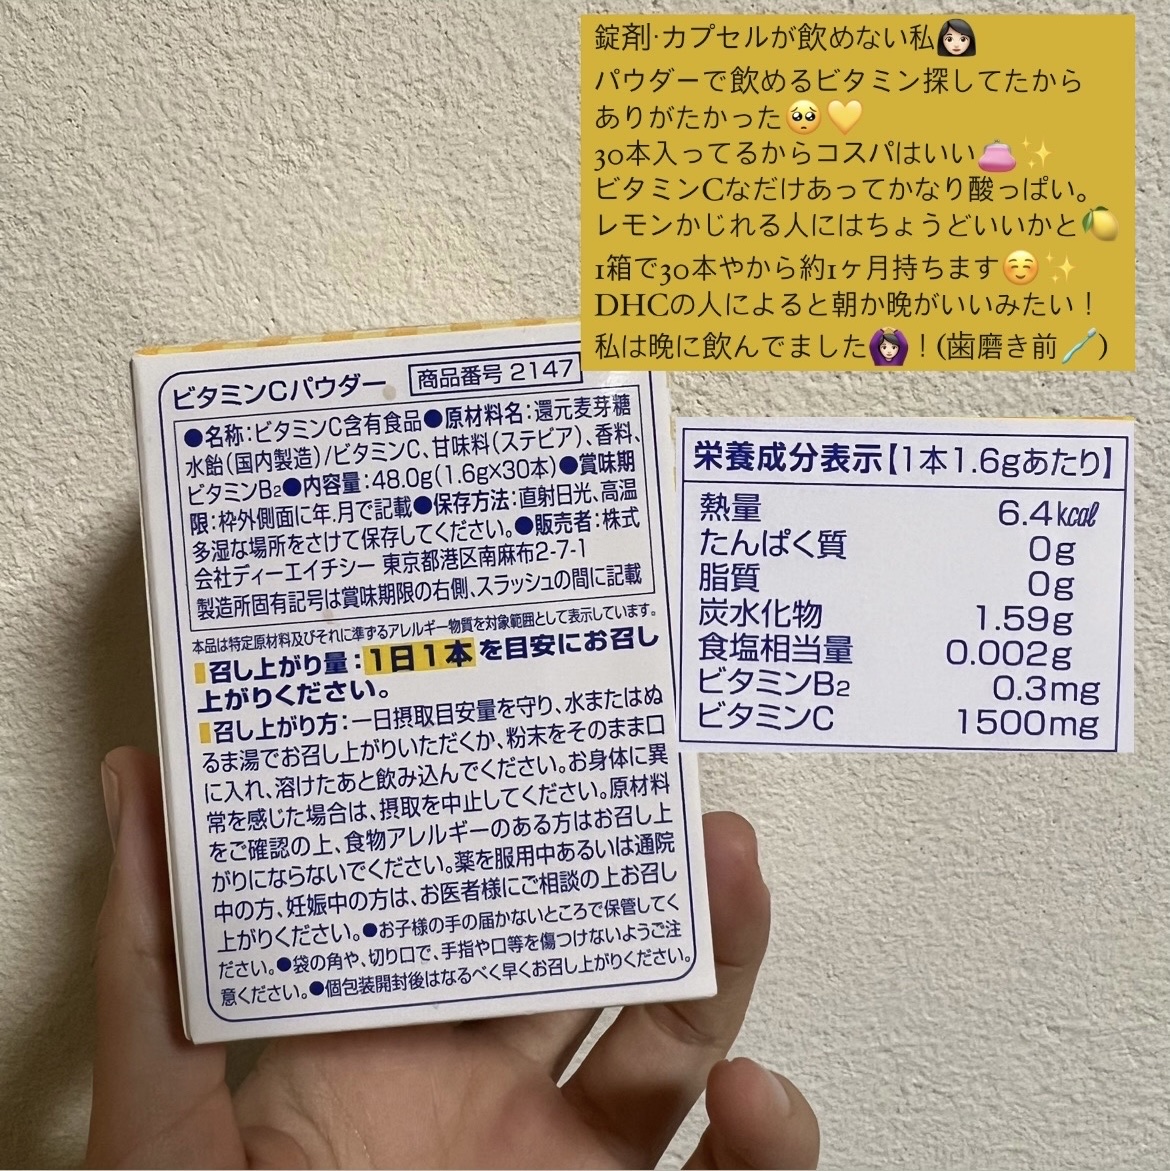 錠剤·カプセルが飲めない私👩🏻
パウダーで飲めるビタミン探してたから
ありがたかった🥺💛
30本入ってるからコスパはいい👛✨
ビタミンCなだけあってかなり酸っぱい。
レモンかじれる人にはちょうどいいかと🍋
1箱で30本やから約1ヶ月持ちます☺️✨
DHCの人によると朝か晩がいいみたい！
私は晩に飲んでました🙆🏻‍♀️！(歯磨き前🪥)
ビタミンCパウダー 商品番号 2147
●名称:ビタミンC含有食品●原材料名:還元麦芽糖
水飴(国内製造)/ビタミンC、甘味料(ステビア)、香料、
ビタミンB2●内容量:48.0g(1.6g×30本)●賞味期
限:枠外側面に年.月で記載●保存方法:直射日光、高温
多湿な場所をさけて保存してください。●販売者:株式
会社ディーエイチシー 東京都港区南麻布2-7-1
製造所固有記号は賞味期限の右側、スラッシュの間に記載
本品は特定原材料及びそれに準ずるアレルギー物質を対象範囲として表示しています。
召し上がり量:1日1本を目安にお召し
上がりください。
召し上がり方:一日摂取目安量を守り、水またはぬ
るま湯でお召し上がりいただくか、粉末をそのまま口
に入れ、溶けたあと飲み込んでください。お身体に異
常を感じた場合は、摂取を中止してください。原材料
をご確認の上、食物アレルギーのある方はお召し上
がりにならないでください。薬を服用中あるいは通院
中の方、妊娠中の方は、お医者様にご相談の上お召し
上がりください。●お子様の手の届かないところで保管してく
ださい。●袋の角や、切り口で、手指や口等を傷つけないようご注
意ください。●個包装開封後はなるべく早くお召し上がりください。
栄養成分表示【1本1.6gあたり】
熱量 6.4kcal
たんぱく質 0g
脂質 0g
炭水化物 1.59g
食塩相当量 0.002g
ビタミンB2 0.3mg
ビタミンC 1500mg